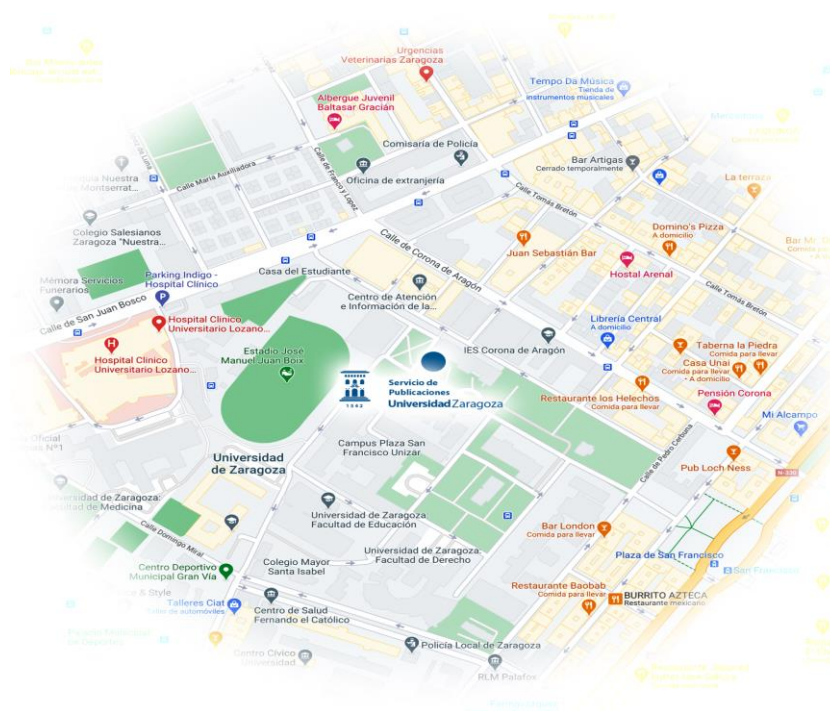 Urgencias
Veterinarias Zaragoza
Tempo Da Música
Tienda de
instrumentos musicales
Albergue Juvenil
Baltasar Gracián
Comisaría de Policía
Bar Artigas
Cerrado temporalmente
La terraza
Oficina de extranjería
Calle María Auxiliadora
Calle de Franco y Lopez
Calle Tomás Bretón
Colegio Salesianos
Zaragoza "Nuestra...
Domino's Pizza
A domicilio
Juan Sebastián Bar
Calle de Corona de Aragón
Hostal Arenal
Casa del Estudiante
Parking Indigo -
Hospital Clínico
Mémora Servicios
Funerarios
Centro de Atención
e Información de la...
Calle Tomás Bretón
Calle de San Juan Bosco
Hospital Clínico
Universitario Lozano...
Librería Central
A domicilio
Hospital Clínico
Universitario Lozano...
Estadio José
Manuel Juan Boix
IES Corona de Aragón
Taberna la Piedra
Comida para llevar
Casa Unai
Comida para llevar
• A domicilio
1542
Servicio de
Publicaciones
Universidad Zaragoza
Restaurante los Helechos
Comida para llevar
Pensión Corona
Mi Alcampo
Campus Plaza San
Francisco Unizar
Universidad
de Zaragoza
Calle de Pedro Cerbuna
Pub Loch Ness
N-330
Universidad de Zaragoza:
Facultad de Medicina
Universidad de Zaragoza:
Facultad de Educación
Calle Domingo Miral
Bar London
Comida para llevar
Universidad de Zaragoza:
Facultad de Derecho
Plaza de San Francisco
San Francisco
Colegio Mayor
Santa Isabel
Centro Deportivo
Municipal Gran Vía
Restaurante Baobab
Comida para llevar
BURRITO AZTECA
Restaurante mexicano
Talleres Ciat
Taller de automóviles
Centro de Salud
Fernando el Católico
Policía Local de Zaragoza
Centro Cívico
Universidad
RLM Palafox